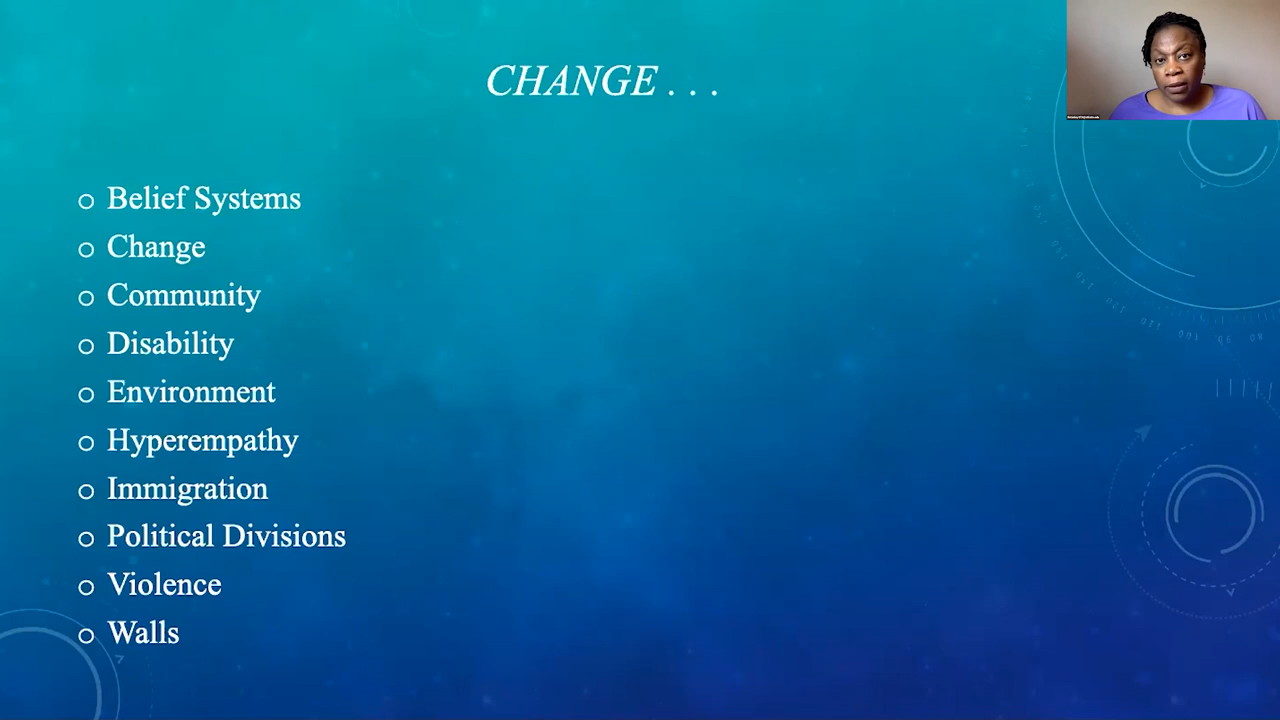 CHANGE . . .
o Belief Systems
o Change
o Community
o Disability
o Environment
o Hyperempathy
o Immigration
o Political Divisions
o Violence
o Walls